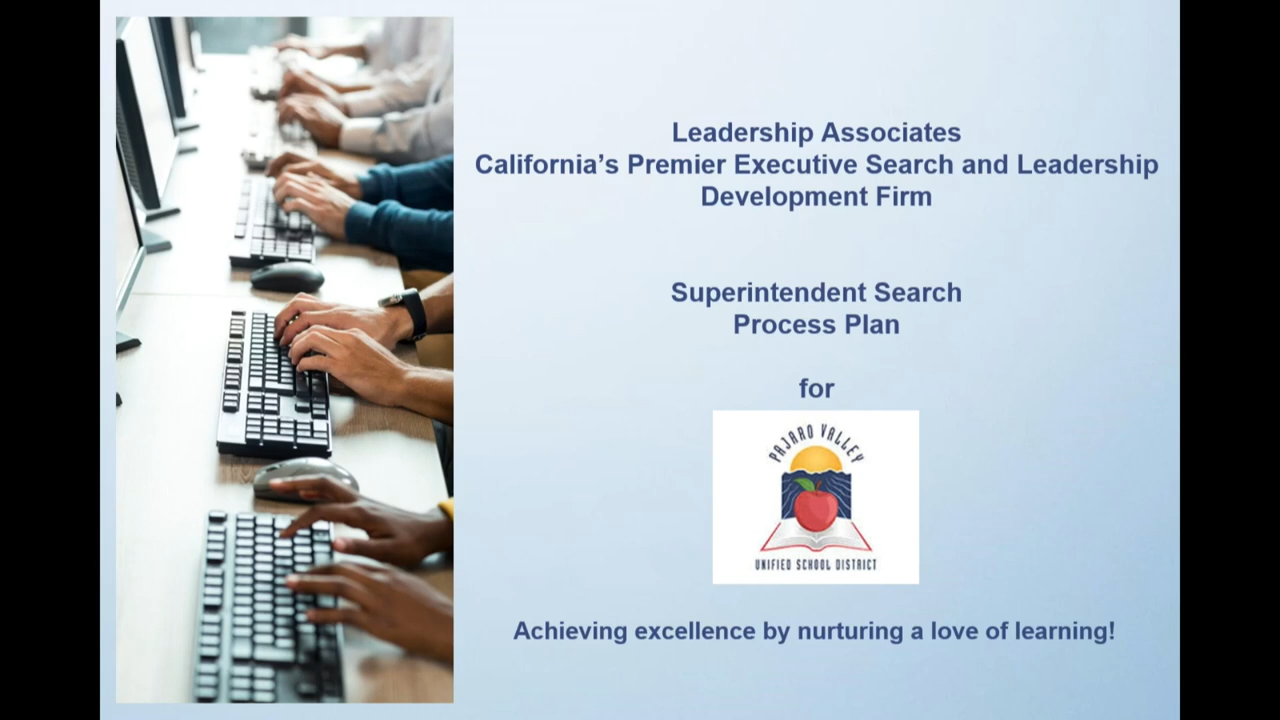 Leadership Associates
California’s Premier Executive Search and Leadership
Development Firm
Superintendent Search
Process Plan
for
PAJARO VALLEY
UNIFIED SCHOOL DISTRICT
Achieving excellence by nurturing a love of learning!